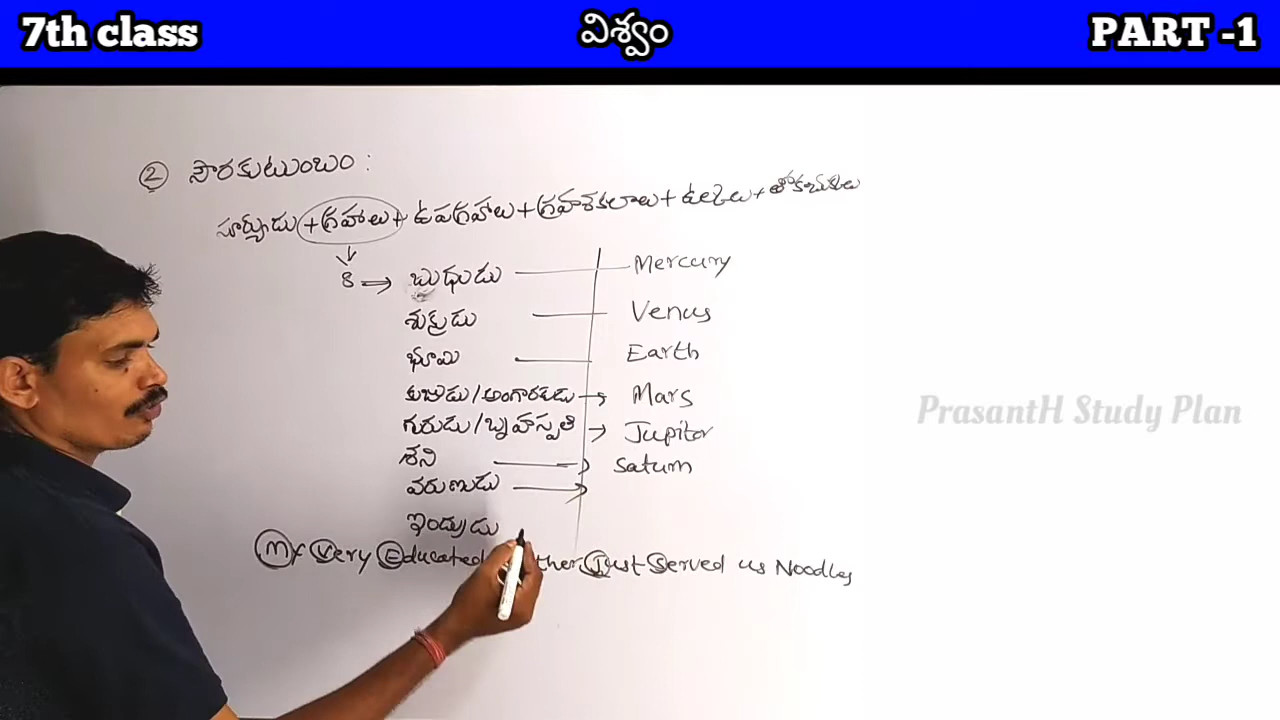 7th class విశ్వం PART -1
② సౌరకుటుంబం :
సూర్యుడు + గ్రహాలు + ఉపగ్రహాలు + గ్రహశకలాలు + ఉల్కలు + తోకచుక్కలు
8 → బుధుడు — Mercury
శుక్రుడు — Venus
భూమి — Earth
కుజుడు/అంగారకుడు → Mars
గురుడు/బృహస్పతి → Jupitor
శని → Saturn
వరుణుడు →
ఇంద్రుడు
My Very Educated ther Just Served us Noodles
PrasantH Study Plan